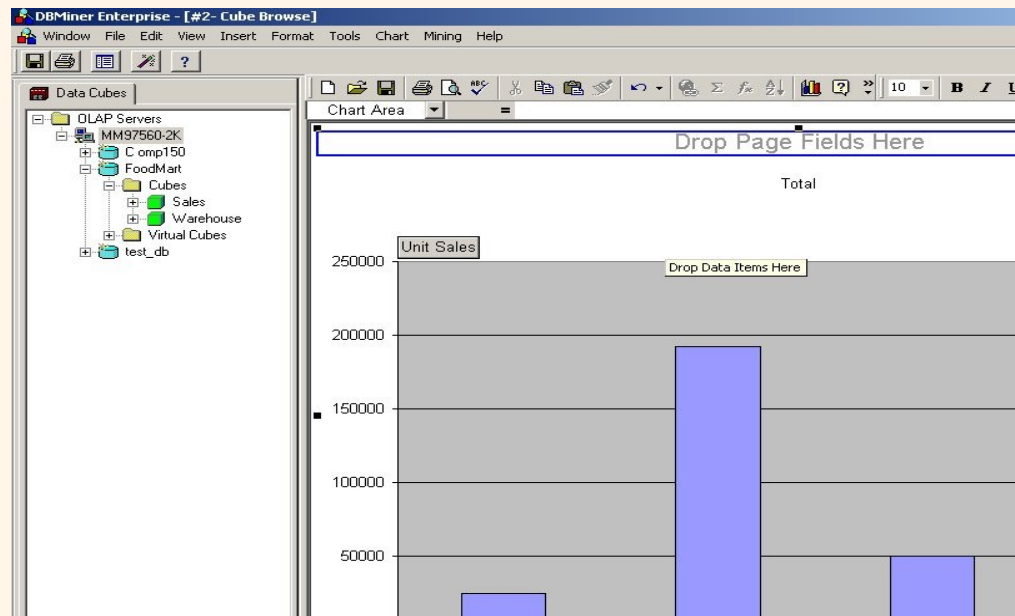 DBMiner Enterprise - [#2- Cube Browse]
Window File Edit View Insert Format Tools Chart Mining Help
?
Data Cubes
ABC Σ fx 10 B I U
Chart Area =
OLAP Servers
MM97560-2K
C omp150
FoodMart
Cubes
Sales
Warehouse
Virtual Cubes
test_db
Drop Page Fields Here
Total
Unit Sales
Drop Data Items Here
250000
200000
150000
100000
50000